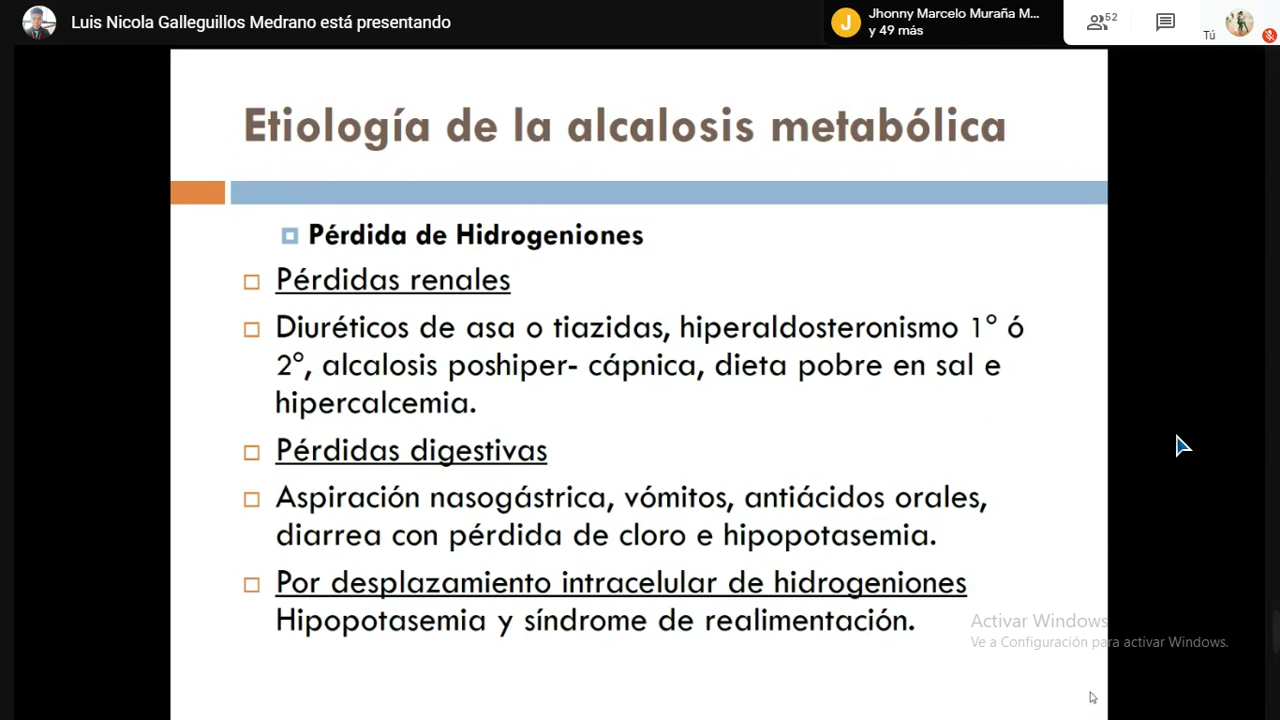 Luis Nicola Galleguillos Medrano está presentando
J
Jhonny Marcelo Muraña M...
y 49 más
52
Tú
Etiología de la alcalosis metabólica
Pérdida de Hidrogeniones
Pérdidas renales
Diuréticos de asa o tiazidas, hiperaldosteronismo 1° ó
2°, alcalosis poshiper- cápnica, dieta pobre en sal e
hipercalcemia.
Pérdidas digestivas
Aspiración nasogástrica, vómitos, antiácidos orales,
diarrea con pérdida de cloro e hipopotasemia.
Por desplazamiento intracelular de hidrogeniones
Hipopotasemia y síndrome de realimentación.
Activar Windows
Ve a Configuración para activar Windows.